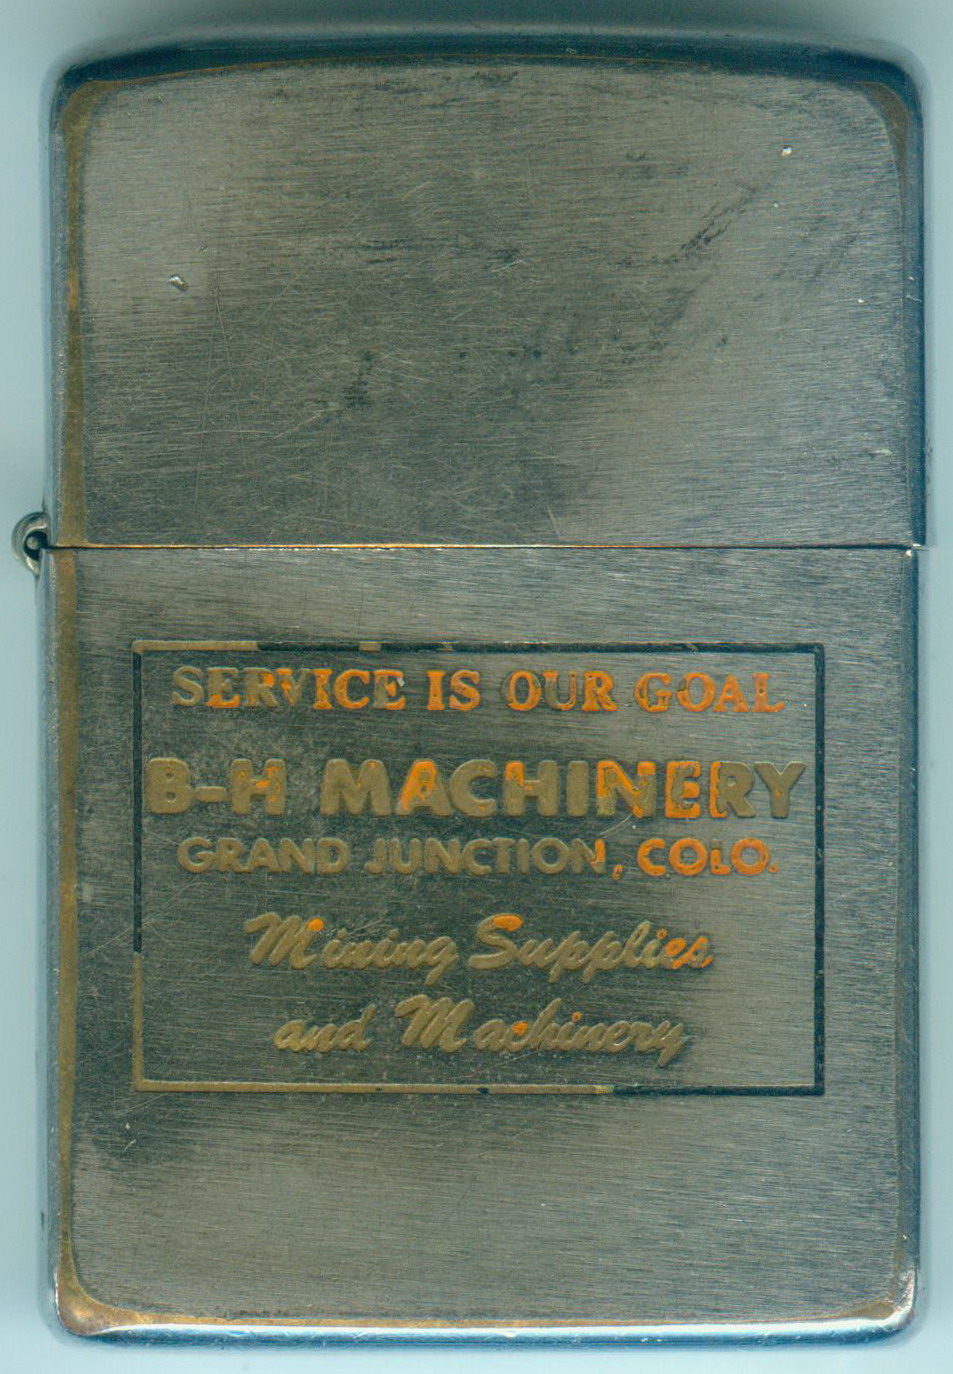 SERVICE IS OUR GOAL
B-H MACHINERY
GRAND JUNCTION, COLO.
Mining Supplies
and Machinery